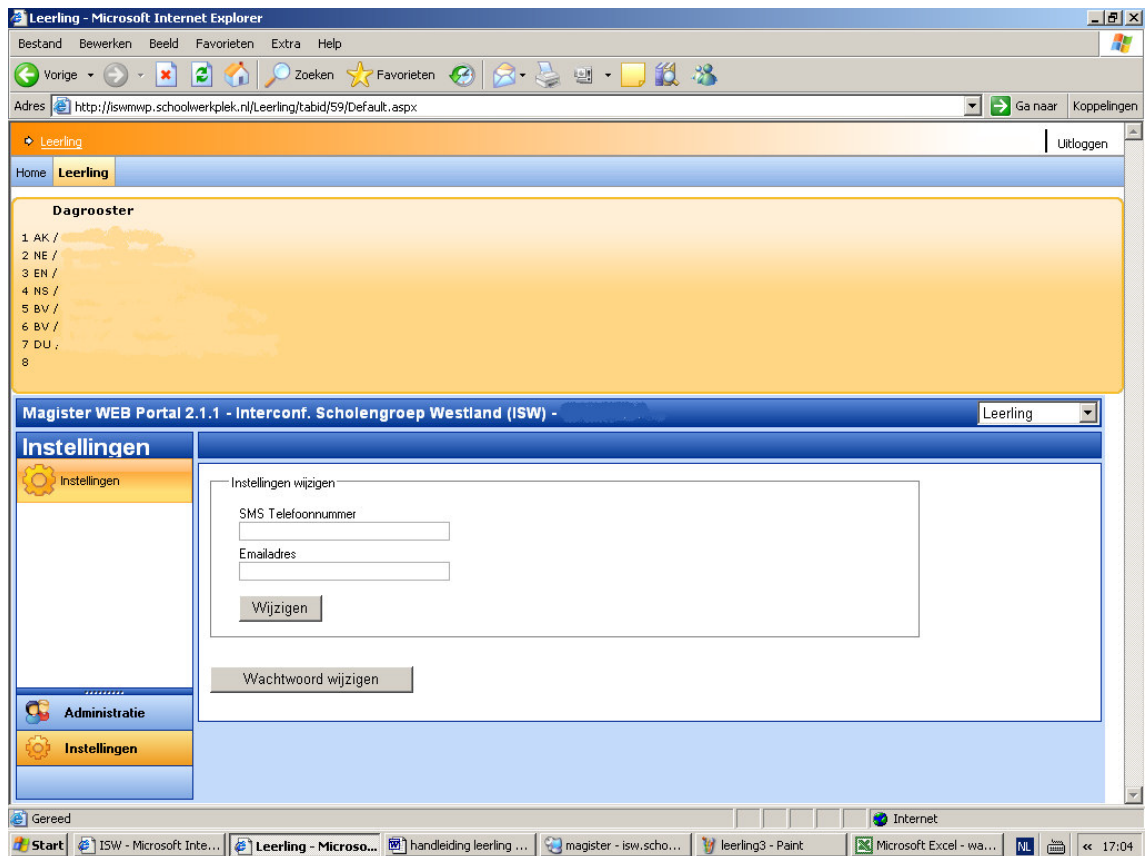 Leerling - Microsoft Internet Explorer
Bestand Bewerken Beeld Favorieten Extra Help
Vorige Zoeken Favorieten
Adres http://iswmwp.schoolwerkplek.nl/Leerling/tabid/59/Default.aspx Ga naar Koppelingen
Leerling Uitloggen
Home Leerling
Dagrooster
1 AK /
2 NE /
3 EN /
4 NS /
5 BV /
6 BV /
7 DU ,
8
Magister WEB Portal 2.1.1 - Interconf. Scholengroep Westland (ISW) - Leerling
Instellingen
Instellingen
Instellingen wijzigen
SMS Telefoonnummer
Emailadres
Wijzigen
Wachtwoord wijzigen
Administratie
Instellingen
Gereed Internet
Start ISW - Microsoft Inte... Leerling - Microso... handleiding leerling ... magister - isw.scho... leerling3 - Paint Microsoft Excel - wa... NL « 17:04